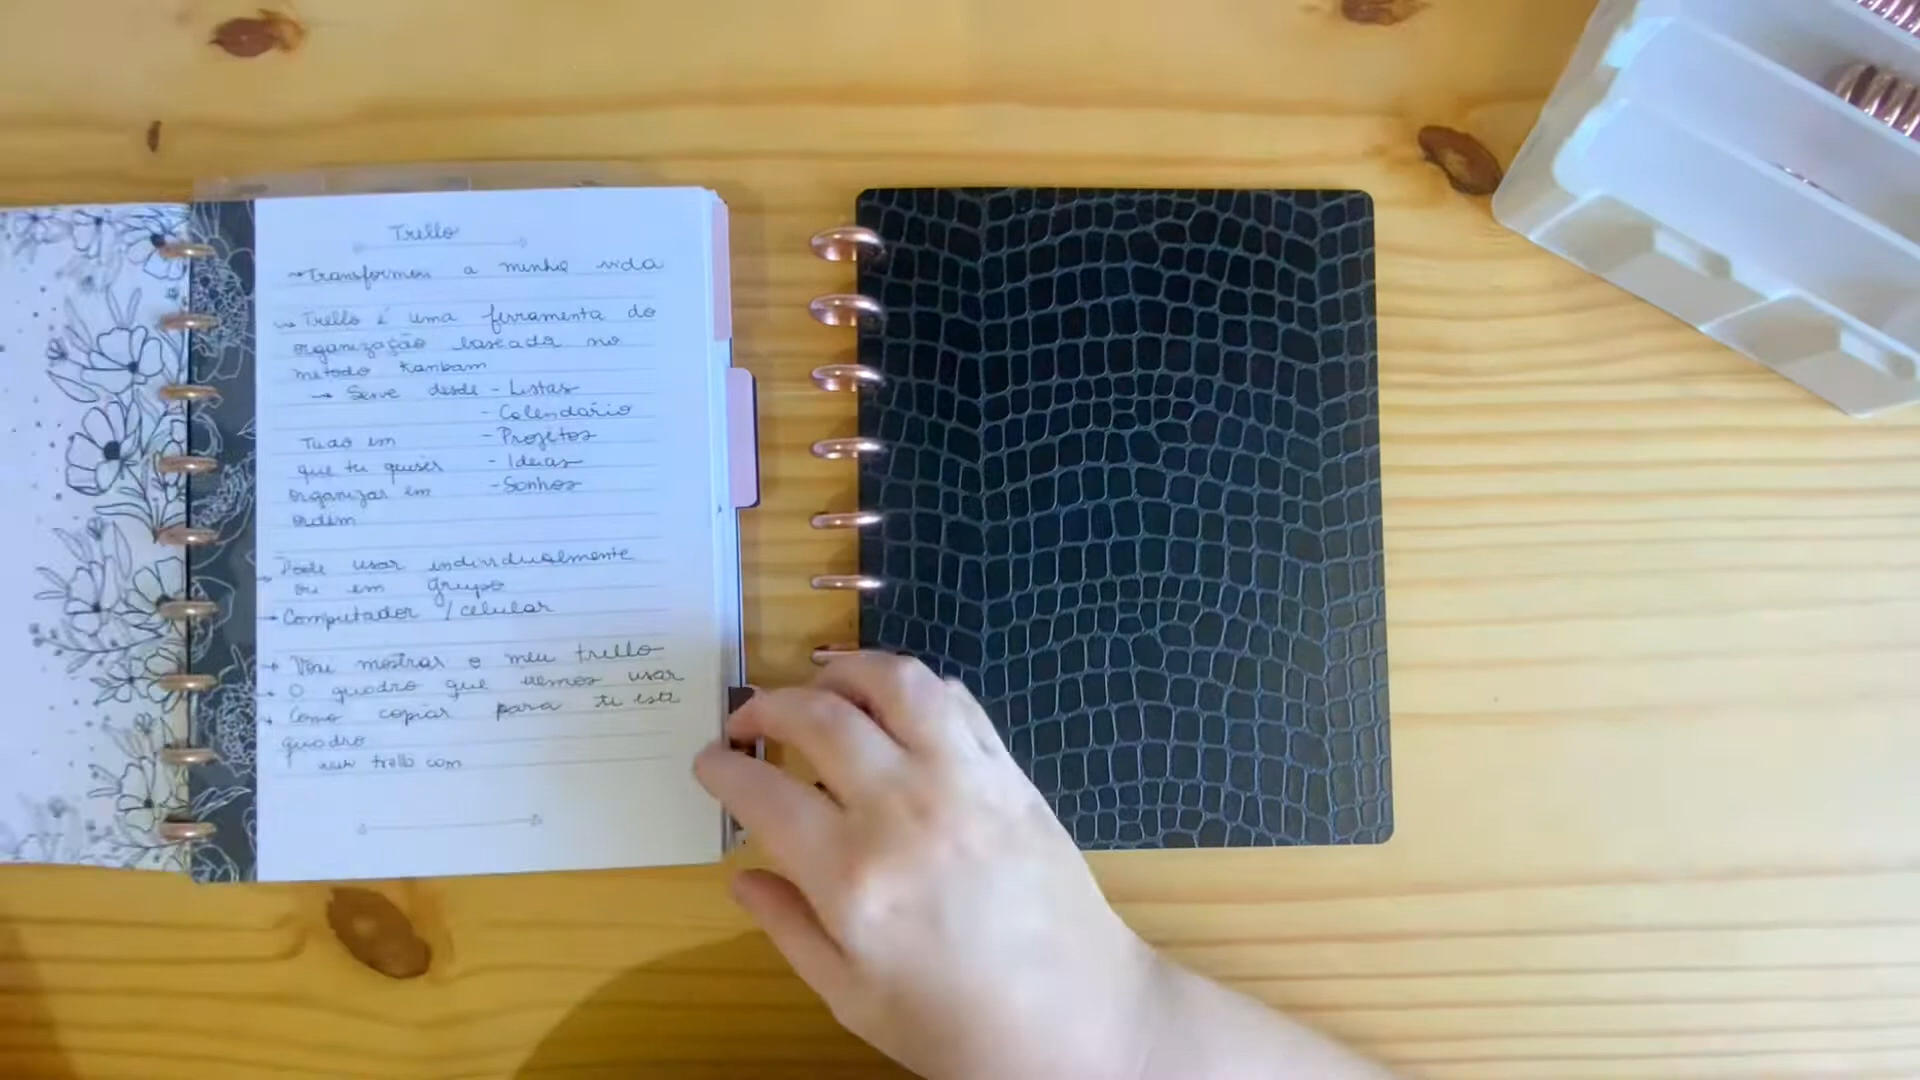 Trello
→ Transformou a minha vida
→ Trello é uma ferramenta de
organização baseada no
método Kanbam
→ Serve desde - Listas
- Calendário
Tudo em - Projetos
que tu quiser - Ideias
organizar em - Sonhos
ordem
→ Pode usar individualmente
ou em grupo
→ Computador / celular
→ Vou mostrar o meu trello
→ O quadro que vemos usar
→ Como copiar para ti este
quadro
trello com